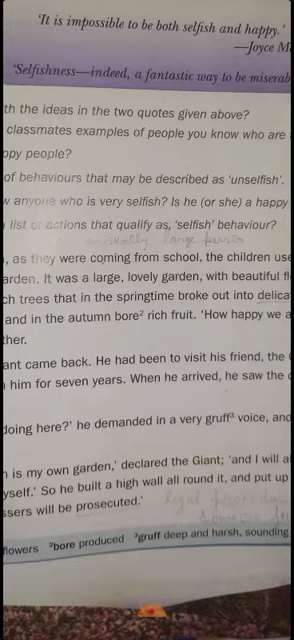 'It is impossible to be both selfish and happy.'
—Joyce M
'Selfishness—indeed, a fantastic way to be miserab
th the ideas in the two quotes given above?
classmates examples of people you know who are
ppy people?
of behaviours that may be described as 'unselfish'.
w anyone who is very selfish? Is he (or she) a happy
list of actions that qualify as, 'selfish' behaviour?
unusually large person
, as they were coming from school, the children use
arden. It was a large, lovely garden, with beautiful fl
ch trees that in the springtime broke out into delica
and in the autumn bore² rich fruit. 'How happy we a
ther.
ant came back. He had been to visit his friend, the
him for seven years. When he arrived, he saw the
doing here?' he demanded in a very gruff³ voice, and
is my own garden,' declared the Giant; 'and I will a
yself.' So he built a high wall all round it, and put up
ssers will be prosecuted.'
legal
flowers ²bore produced ³gruff deep and harsh, sounding